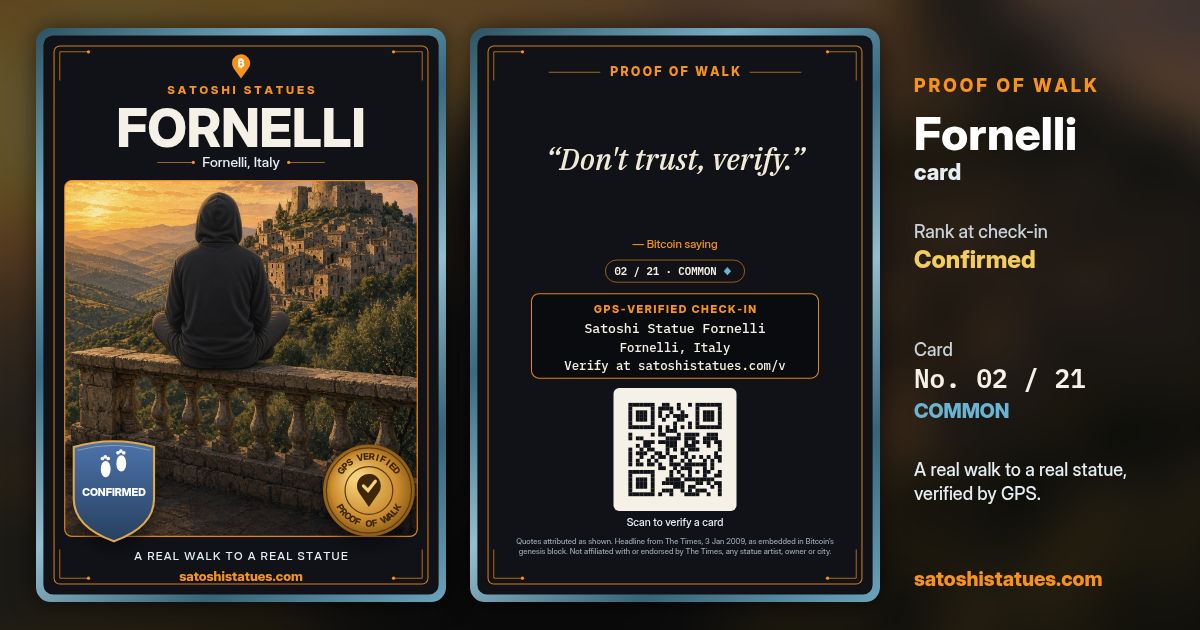 SATOSHI STATUES
FORNELLI
Fornelli, Italy
CONFIRMED
GPS VERIFIED
PROOF OF WALK
A REAL WALK TO A REAL STATUE
satoshistatues.com
PROOF OF WALK
“Don't trust, verify.”
— Bitcoin saying
02 / 21 · COMMON
GPS-VERIFIED CHECK-IN
Satoshi Statue Fornelli
Fornelli, Italy
Verify at satoshistatues.com/v
Scan to verify a card
Quotes attributed as shown. Headline from The Times, 3 Jan 2009, as embedded in Bitcoin's
genesis block. Not affiliated with or endorsed by The Times, any statue artist, owner or city.
PROOF OF WALK
Fornelli
card
Rank at check-in
Confirmed
Card
No. 02 / 21
COMMON
A real walk to a real statue,
verified by GPS.
satoshistatues.com